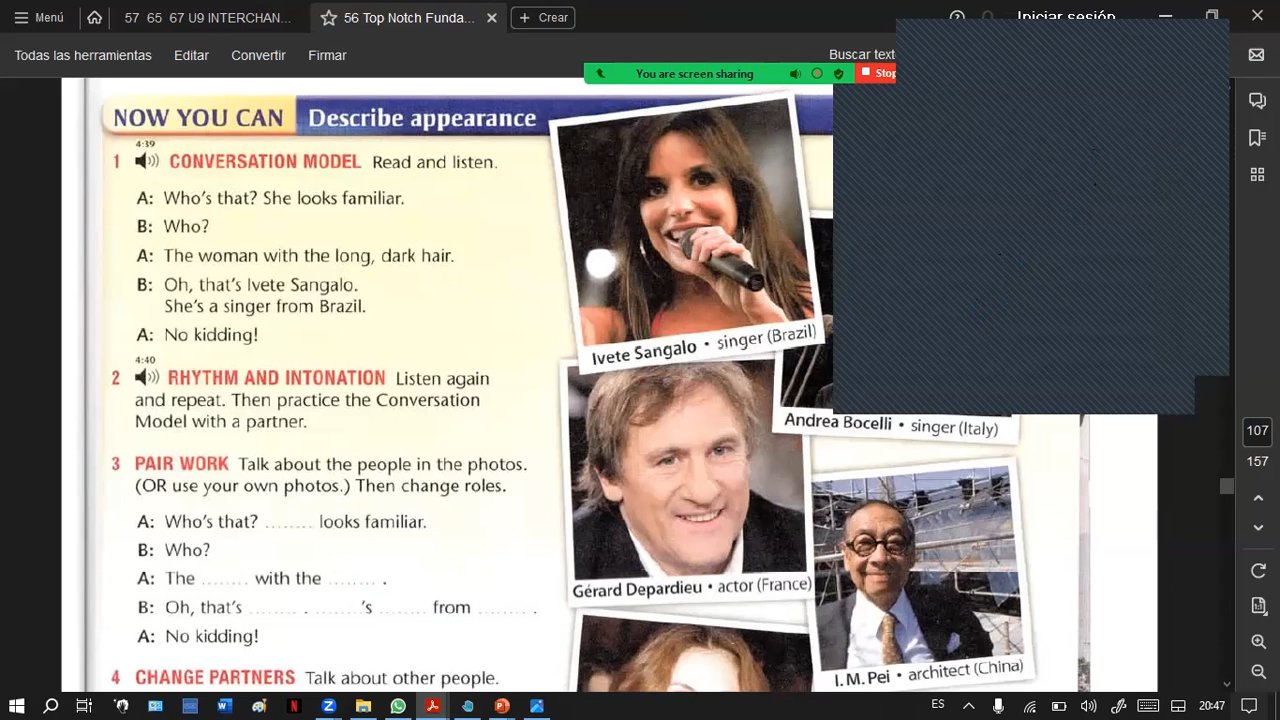 Menú
57 65 67 U9 INTERCHAN...
56 Top Notch Funda...
Crear
Iniciar sesión
Todas las herramientas
Editar
Convertir
Firmar
Buscar text
You are screen sharing
Stop
NOW YOU CAN Describe appearance
4:39
1 CONVERSATION MODEL Read and listen.
A: Who's that? She looks familiar.
B: Who?
A: The woman with the long, dark hair.
B: Oh, that's Ivete Sangalo.
She's a singer from Brazil.
A: No kidding!
4:40
2 RHYTHM AND INTONATION Listen again
and repeat. Then practice the Conversation
Model with a partner.
3 PAIR WORK Talk about the people in the photos.
(OR use your own photos.) Then change roles.
A: Who's that? ........ looks familiar.
B: Who?
A: The ........ with the ........ .
B: Oh, that's ........ . ........'s ........ from ........ .
A: No kidding!
4 CHANGE PARTNERS Talk about other people.
Ivete Sangalo • singer (Brazil)
Andrea Bocelli • singer (Italy)
Gérard Depardieu • actor (France)
I. M. Pei • architect (China)
107
157
ES
20:47